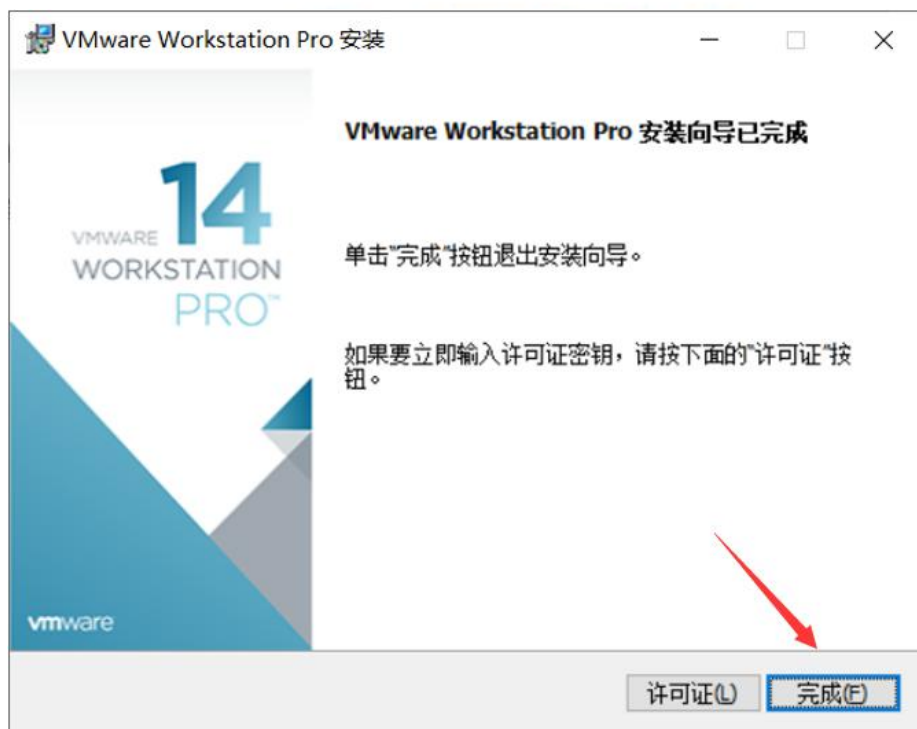 VMware Workstation Pro 安装
VMware Workstation Pro 安装向导已完成
14
VMWARE
WORKSTATION
PRO™
单击"完成"按钮退出安装向导。
如果要立即输入许可证密钥，请按下面的"许可证"按
钮。
vmware
许可证(L)
完成(F)